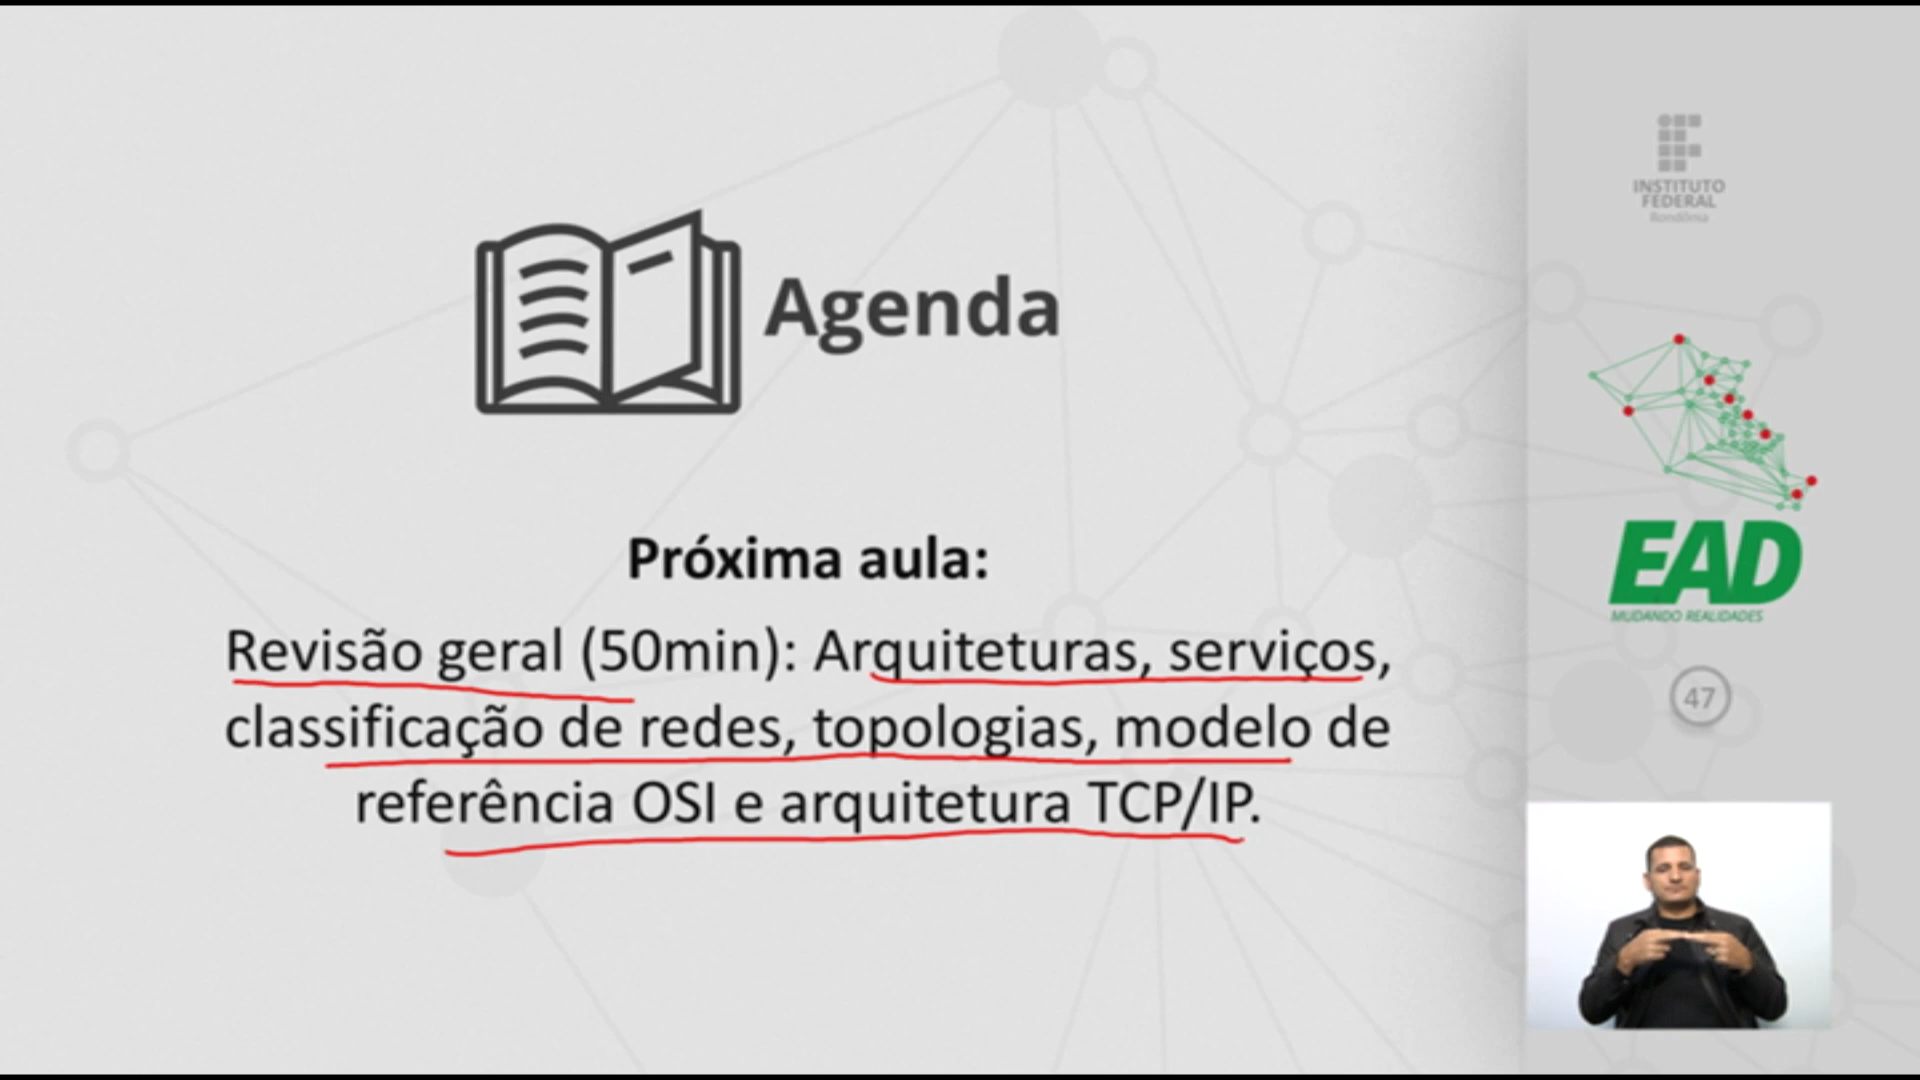 Agenda
Próxima aula:
Revisão geral (50min): Arquiteturas, serviços,
classificação de redes, topologias, modelo de
referência OSI e arquitetura TCP/IP.
INSTITUTO
FEDERAL
Rondônia
EAD
MUDANDO REALIDADES
47